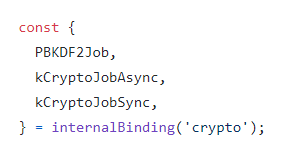 const {
  PBKDF2Job,
  kCryptoJobAsync,
  kCryptoJobSync,
} = internalBinding('crypto');